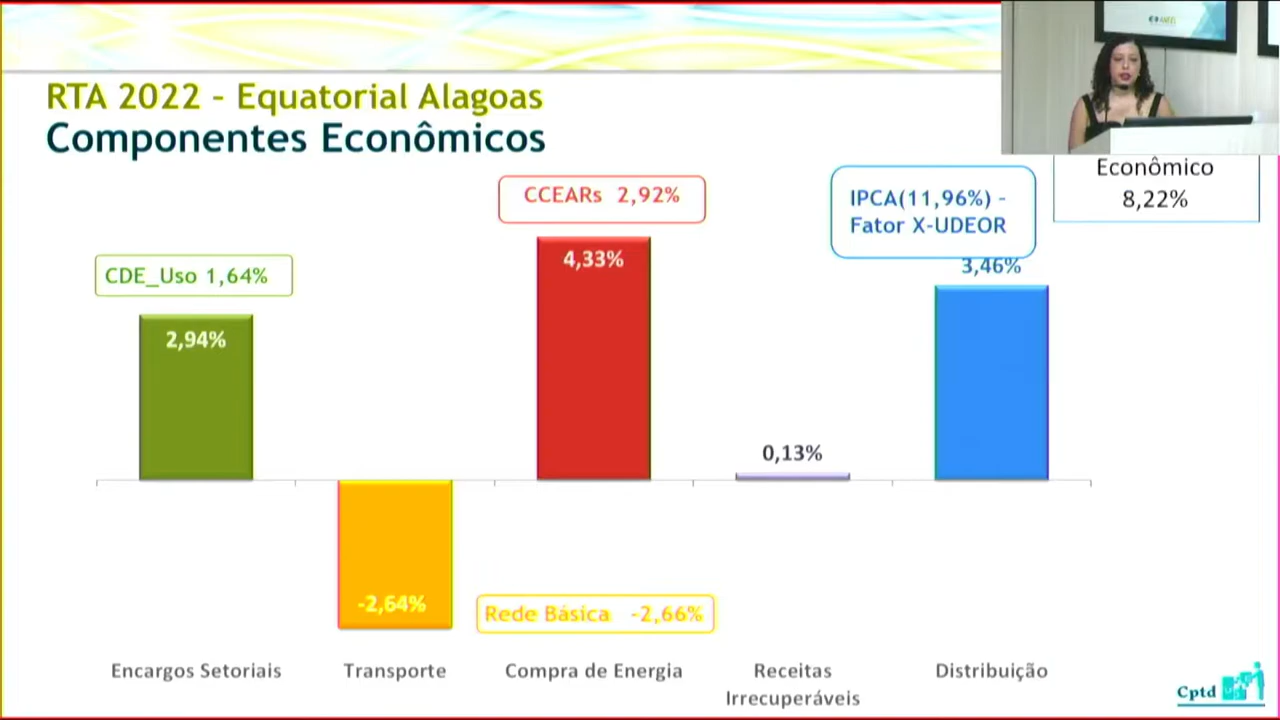 RTA 2022 – Equatorial Alagoas
Componentes Econômicos
ANEEL
Econômico
8,22%
CDE_Uso 1,64%
CCEARs 2,92%
IPCA(11,96%) –
Fator X-UDEOR
2,94%
4,33%
3,46%
0,13%
-2,64%
Rede Básica -2,66%
Encargos Setoriais
Transporte
Compra de Energia
Receitas
Irrecuperáveis
Distribuição
Cptd